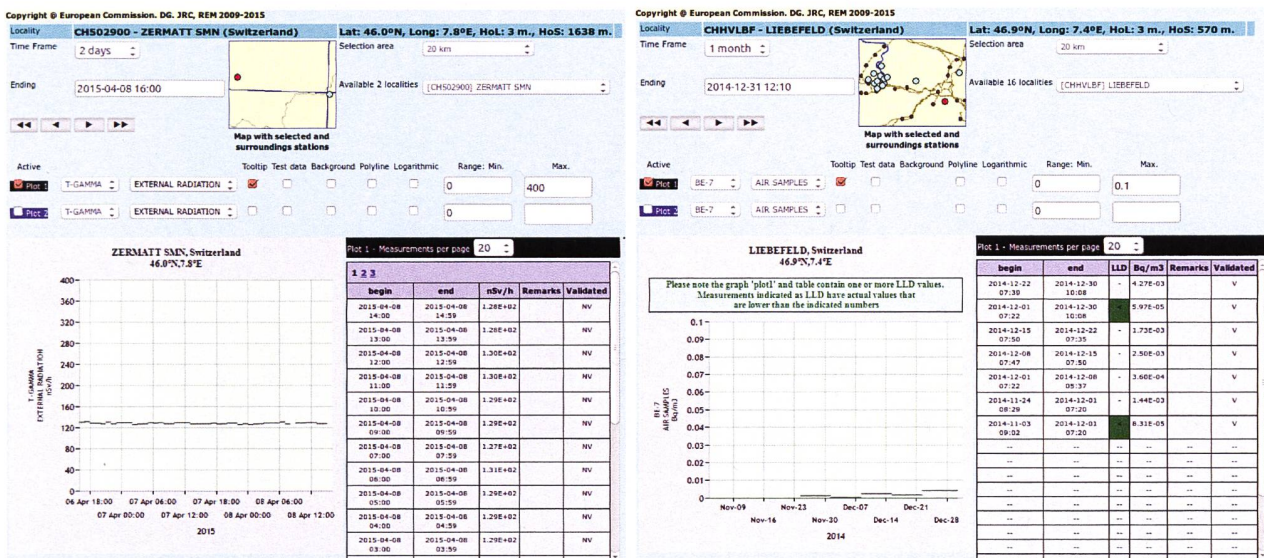 Copyright @ European Commission. DG. JRC, REM 2009-2015
Locality CHS02900 - ZERMATT SMN (Switzerland) Lat: 46.0ºN, Long: 7.8ºE, HoL: 3 m., HoS: 1638 m.
Time Frame 2 days Selection area 20 km
Ending 2015-04-08 16:00 Available 2 localities [CHS02900] ZERMATT SMN
Map with selected and
surroundings stations
Active Tooltip Test data Background Polyline Logarithmic Range: Min. Max.
Plot 1 T-GAMMA EXTERNAL RADIATION 0 400
Plot 2 T-GAMMA EXTERNAL RADIATION 0
ZERMATT SMN, Switzerland
46.0ºN,7.8ºE
400
360
320
280
240
200
160
120
80
40
0
T-GAMMA
EXTERNAL RADIATION
nSv/h
06 Apr 18:00 07 Apr 06:00 07 Apr 18:00 08 Apr 06:00
07 Apr 00:00 07 Apr 12:00 08 Apr 00:00 08 Apr 12:00
2015
Plot 1 - Measurements per page 20
1 2 3
begin end nSv/h Remarks Validated
2015-04-08 14:00 2015-04-08 14:59 1.28E+02 NV
2015-04-08 13:00 2015-04-08 13:59 1.28E+02 NV
2015-04-08 12:00 2015-04-08 12:59 1.30E+02 NV
2015-04-08 11:00 2015-04-08 11:59 1.30E+02 NV
2015-04-08 10:00 2015-04-08 10:59 1.29E+02 NV
2015-04-08 09:00 2015-04-08 09:59 1.29E+02 NV
2015-04-08 07:00 2015-04-08 07:59 1.27E+02 NV
2015-04-08 06:00 2015-04-08 06:59 1.31E+02 NV
2015-04-08 05:00 2015-04-08 05:59 1.29E+02 NV
2015-04-08 04:00 2015-04-08 04:59 1.29E+02 NV
2015-04-08 03:00 2015-04-08 03:59 1.29E+02 NV
Copyright @ European Commission. DG. JRC, REM 2009-2015
Locality CHHVLBF - LIEBEFELD (Switzerland) Lat: 46.9ºN, Long: 7.4ºE, HoL: 3 m., HoS: 570 m.
Time Frame 1 month Selection area 20 km
Ending 2014-12-31 12:10 Available 16 localities [CHHVLBF] LIEBEFELD
Map with selected and
surroundings stations
Active Tooltip Test data Background Polyline Logarithmic Range: Min. Max.
Plot 1 BE-7 AIR SAMPLES 0 0.1
Plot 2 BE-7 AIR SAMPLES 0
LIEBEFELD, Switzerland
46.9ºN,7.4ºE
Please note the graph 'plot1' and table contain one or more LLD values.
Measurements indicated as LLD have actual values that
are lower than the indicated numbers
0.1
0.09
0.08
0.07
0.06
0.05
0.04
0.03
0.02
0.01
0
BE-7
AIR SAMPLES
(Bq/m3)
Nov-09 Nov-23 Dec-07 Dec-21
Nov-16 Nov-30 Dec-14 Dec-28
2014
Plot 1 - Measurements per page 20
begin end LLD Bq/m3 Remarks Validated
2014-12-22 07:39 2014-12-30 10:08 - 4.27E-03 V
2014-12-01 07:22 2014-12-30 10:08 < 5.97E-05 V
2014-12-15 07:50 2014-12-22 07:35 - 1.73E-03 V
2014-12-08 07:47 2014-12-15 07:50 - 2.50E-03 V
2014-12-01 07:22 2014-12-08 05:37 - 3.60E-04 V
2014-11-24 08:29 2014-12-01 07:20 - 1.44E-03 V
2014-11-03 09:02 2014-12-01 07:20 < 8.31E-05 V
-- -- -- -- -- --
-- -- -- -- -- --
-- -- -- -- -- --
-- -- -- -- -- --
-- -- -- -- -- --
-- -- -- -- -- --
-- -- -- -- -- --